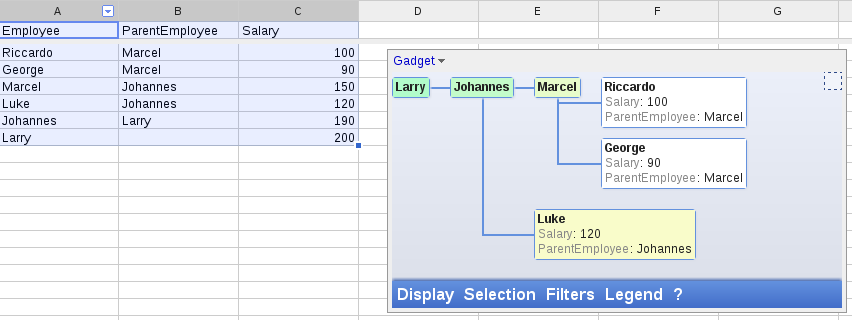 A B C D E F G
Employee ParentEmployee Salary
Riccardo Marcel 100
George Marcel 90
Marcel Johannes 150
Luke Johannes 120
Johannes Larry 190
Larry 200
Gadget
Larry Johannes Marcel Riccardo
Salary: 100
ParentEmployee: Marcel
George
Salary: 90
ParentEmployee: Marcel
Luke
Salary: 120
ParentEmployee: Johannes
Display Selection Filters Legend ?